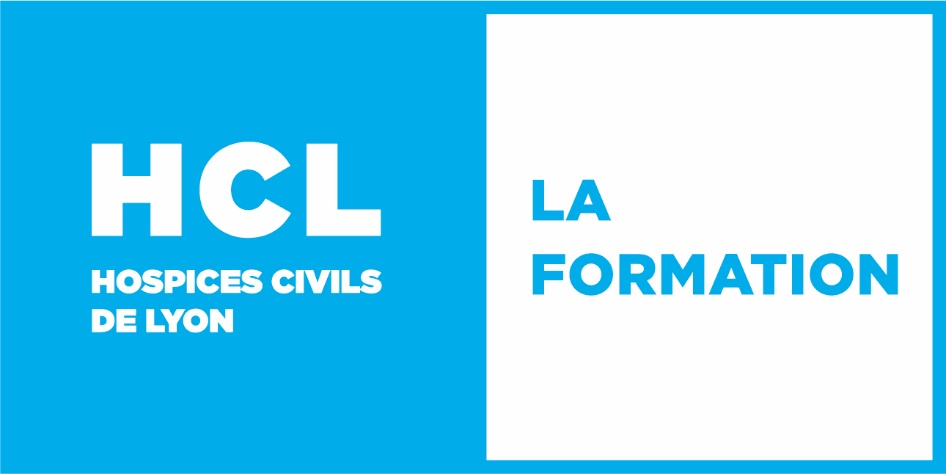 HCL
HOSPICES CIVILS
DE LYON
LA
FORMATION